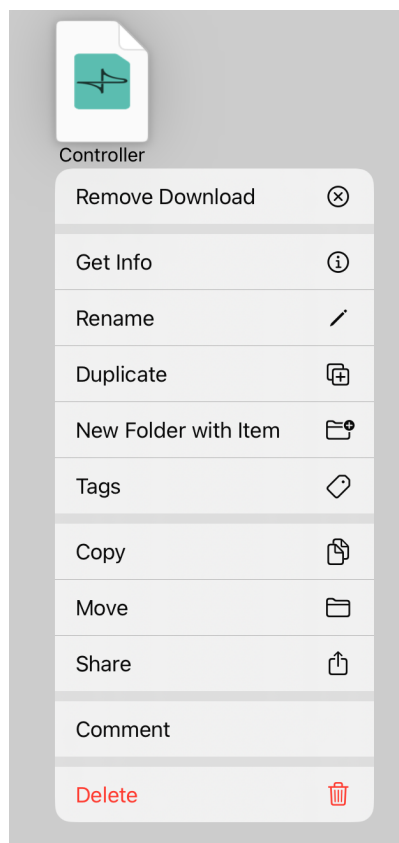 Controller
Remove Download
Get Info
Rename
Duplicate
New Folder with Item
Tags
Copy
Move
Share
Comment
Delete